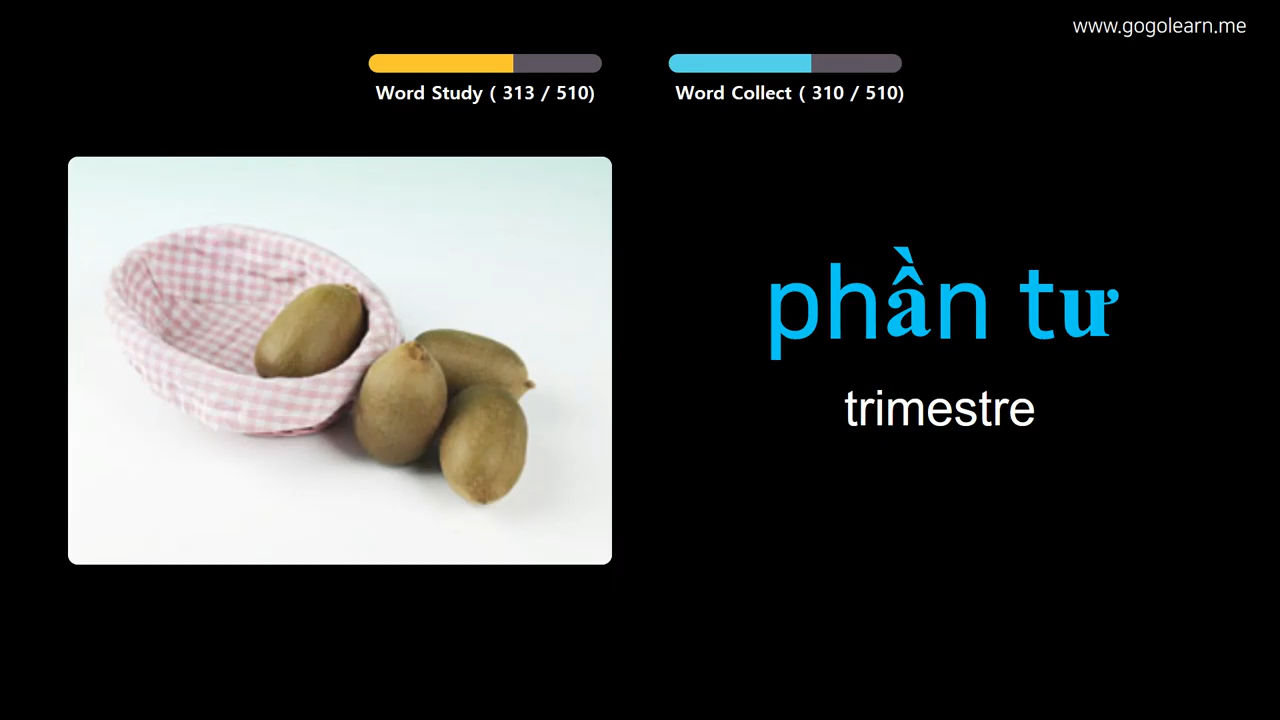 www.gogolearn.me
Word Study ( 313 / 510)
Word Collect ( 310 / 510)
phần tư
trimestre